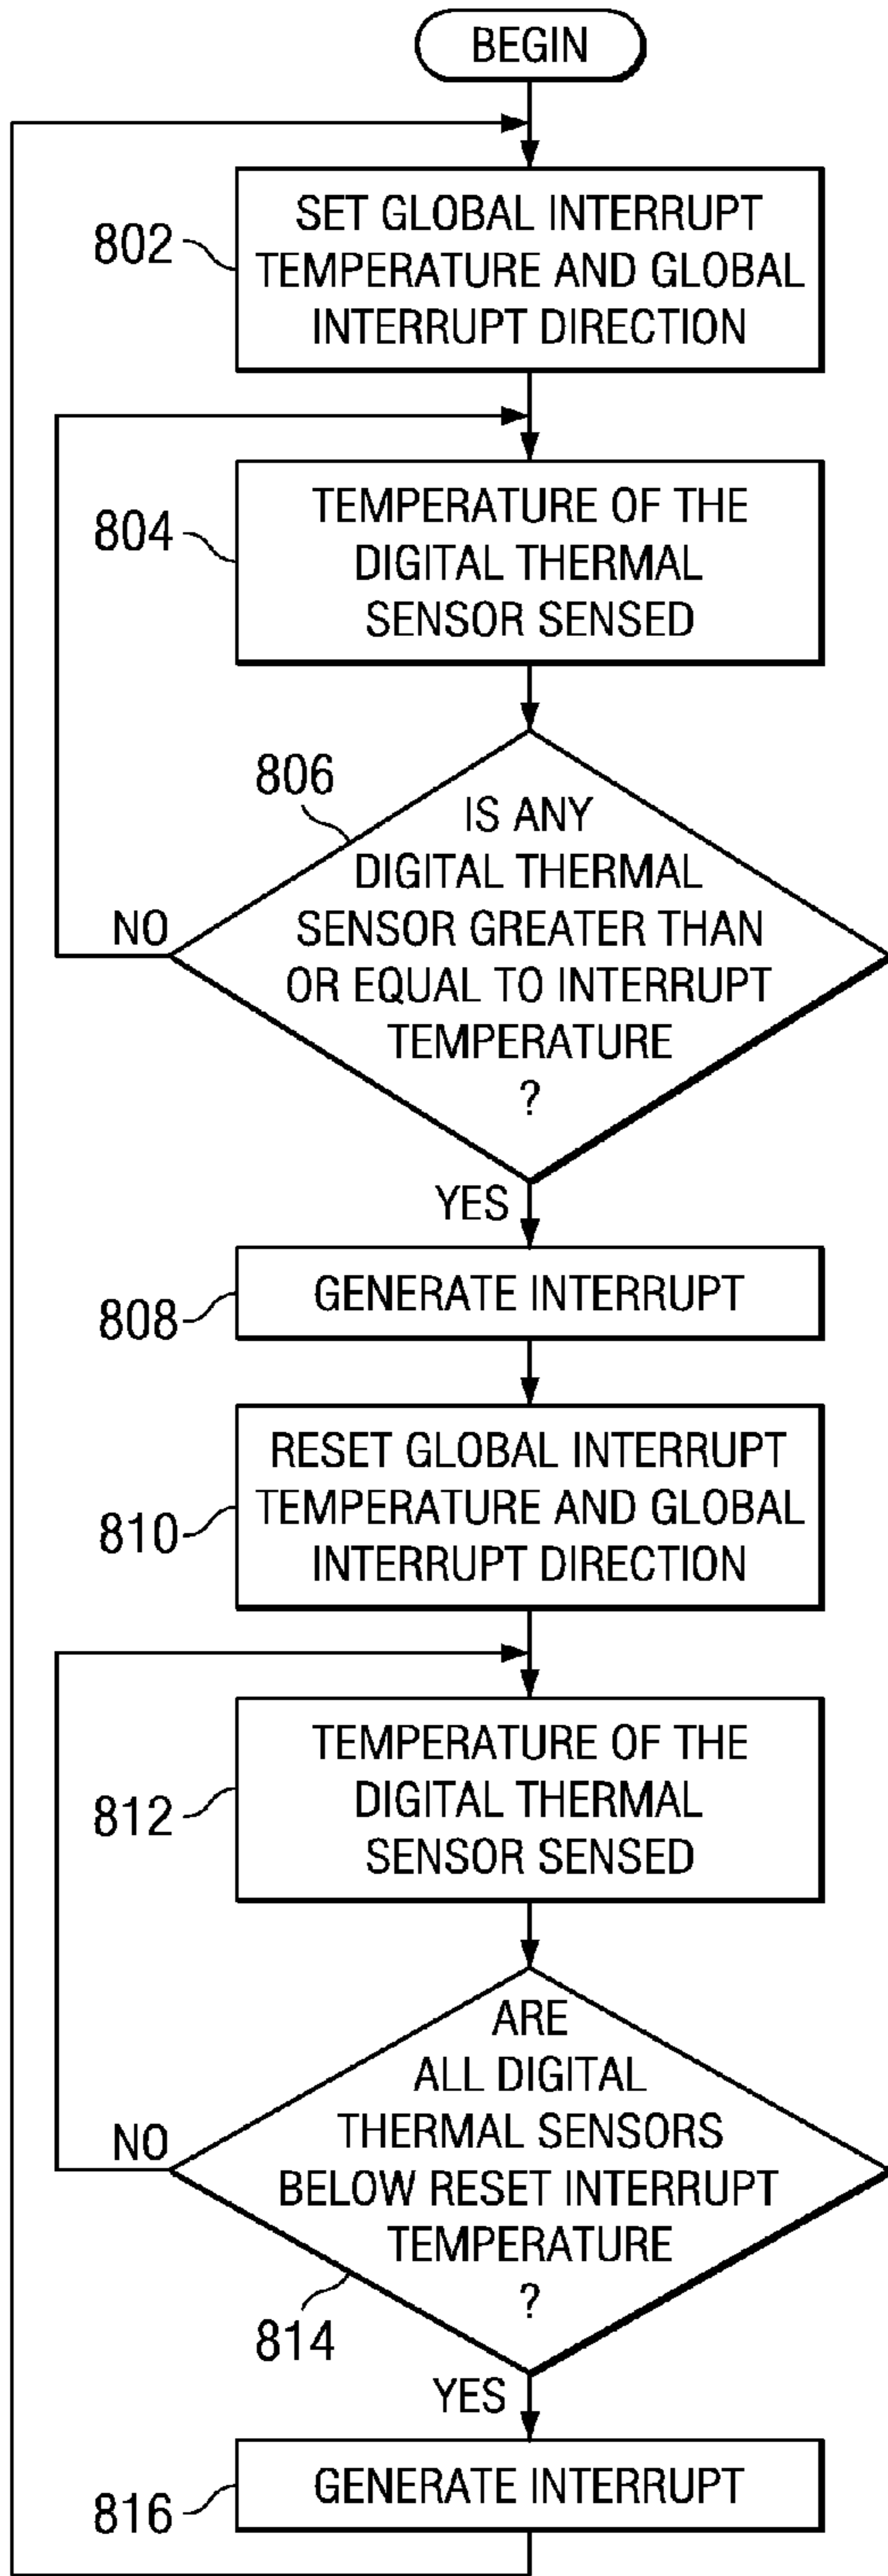 BEGIN
802
SET GLOBAL INTERRUPT
TEMPERATURE AND GLOBAL
INTERRUPT DIRECTION
804
TEMPERATURE OF THE
DIGITAL THERMAL
SENSOR SENSED
806
IS ANY
DIGITAL THERMAL
SENSOR GREATER THAN
OR EQUAL TO INTERRUPT
TEMPERATURE
?
NO
YES
808
GENERATE INTERRUPT
810
RESET GLOBAL INTERRUPT
TEMPERATURE AND GLOBAL
INTERRUPT DIRECTION
812
TEMPERATURE OF THE
DIGITAL THERMAL
SENSOR SENSED
ARE
ALL DIGITAL
THERMAL SENSORS
BELOW RESET INTERRUPT
TEMPERATURE
?
NO
814
YES
816
GENERATE INTERRUPT